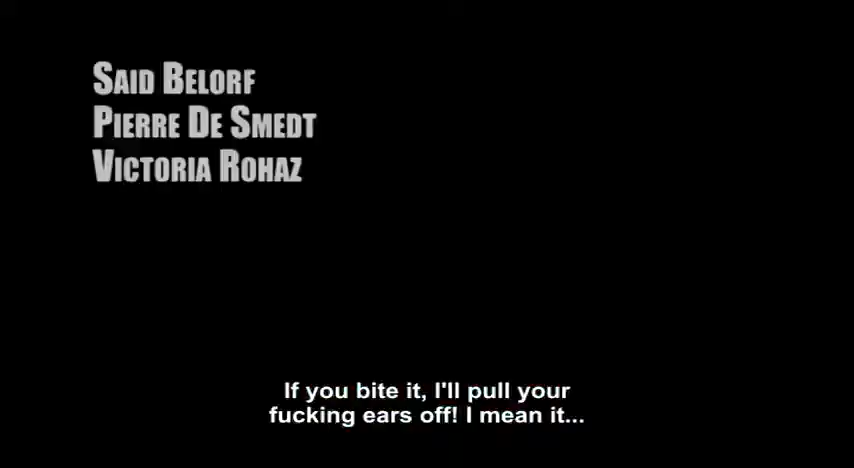 Said Belorf
Pierre De Smedt
Victoria Rohaz
If you bite it, I'll pull your
fucking ears off! I mean it...